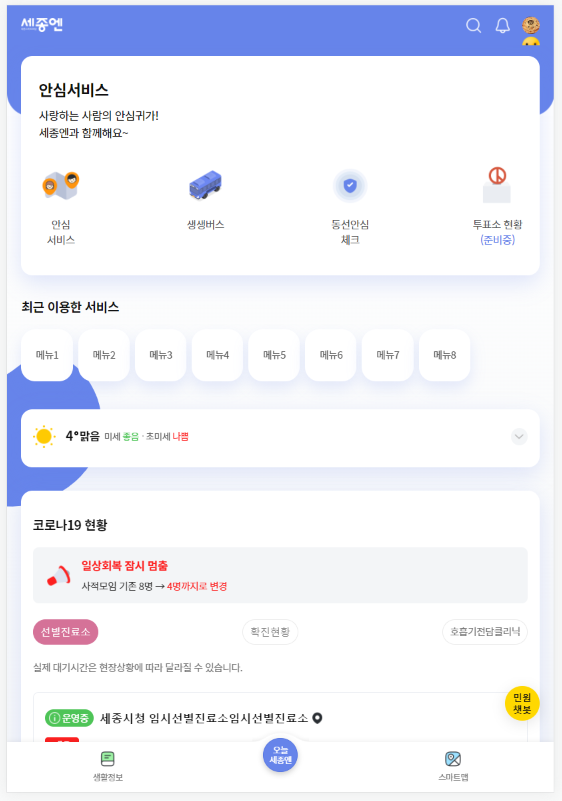 세종엔
안심서비스
사랑하는 사람의 안심귀가!
세종엔과 함께해요~
안심
서비스
생생버스
동선안심
체크
투표소 현황
(준비중)
최근 이용한 서비스
메뉴1
메뉴2
메뉴3
메뉴4
메뉴5
메뉴6
메뉴7
메뉴8
4°맑음 미세 좋음 · 초미세 나쁨
코로나19 현황
일상회복 잠시 멈춤
사적모임 기존 8명 → 4명까지로 변경
선별진료소
확진현황
호흡기전담클리닉
실제 대기시간은 현장상황에 따라 달라질 수 있습니다.
민원
챗봇
운영중 세종시청 임시선별진료소임시선별진료소
생활정보
오늘
세종엔
스마트맵